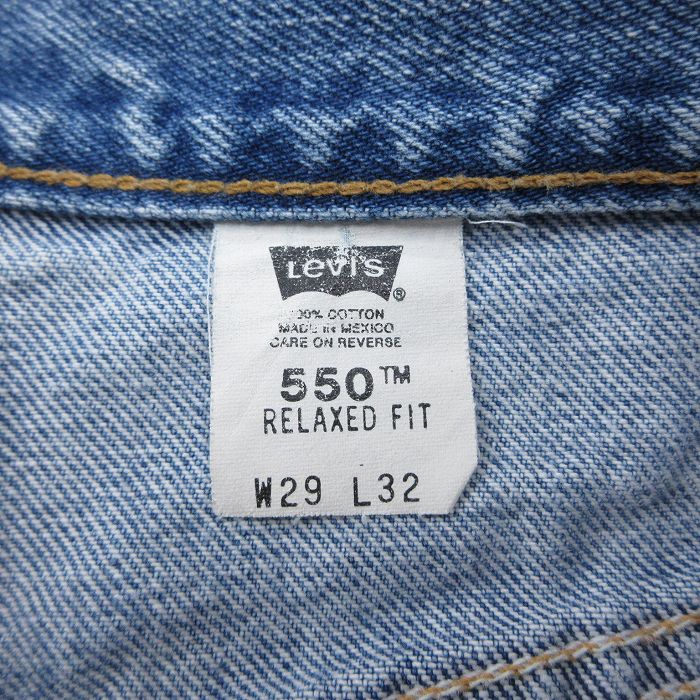 Levi's ®
100% COTTON
MADE IN MEXICO
CARE ON REVERSE
550™
RELAXED FIT
W29 L32